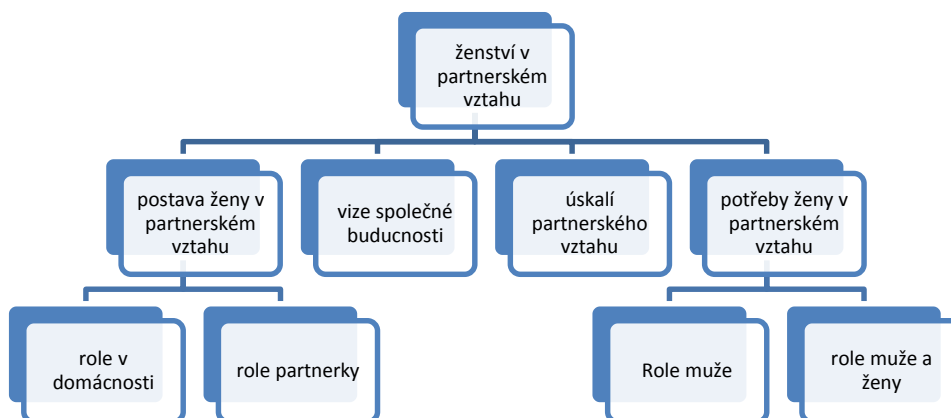 ženství v
partnerském
vztahu
postava ženy v
partnerském
vztahu
vize společné
buducnosti
úskalí
partnerského
vztahu
potřeby ženy v
partnerském
vztahu
role v
domácnosti
role partnerky
Role muže
role muže a
ženy